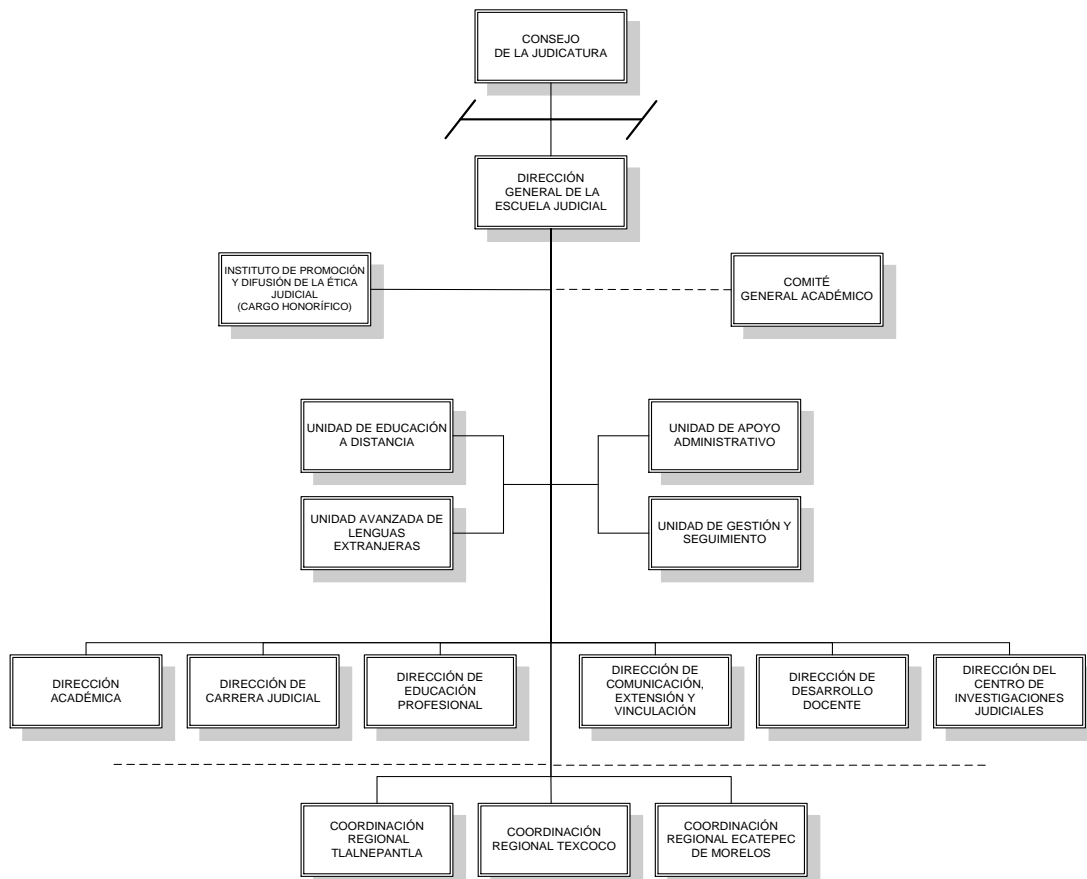 CONSEJO
DE LA JUDICATURA
DIRECCIÓN
GENERAL DE LA
ESCUELA JUDICIAL
INSTITUTO DE PROMOCIÓN
Y DIFUSIÓN DE LA ÉTICA
JUDICIAL
(CARGO HONORÍFICO)
COMITÉ
GENERAL ACADÉMICO
UNIDAD DE EDUCACIÓN
A DISTANCIA
UNIDAD DE APOYO
ADMINISTRATIVO
UNIDAD AVANZADA DE
LENGUAS
EXTRANJERAS
UNIDAD DE GESTIÓN Y
SEGUIMIENTO
DIRECCIÓN
ACADÉMICA
DIRECCIÓN DE
CARRERA JUDICIAL
DIRECCIÓN DE
EDUCACIÓN
PROFESIONAL
DIRECCIÓN DE
COMUNICACIÓN,
EXTENSIÓN Y
VINCULACIÓN
DIRECCIÓN DE
DESARROLLO
DOCENTE
DIRECCIÓN DEL
CENTRO DE
INVESTIGACIONES
JUDICIALES
COORDINACIÓN
REGIONAL
TLALNEPANTLA
COORDINACIÓN
REGIONAL TEXCOCO
COORDINACIÓN
REGIONAL ECATEPEC
DE MORELOS